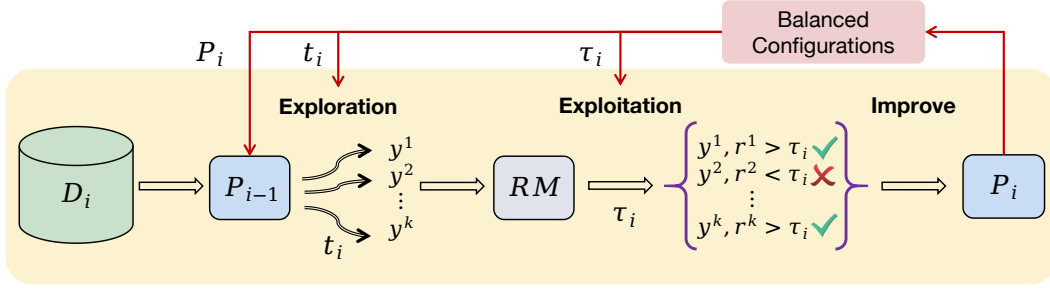 Balanced
Configurations
P_i
t_i
τ_i
Exploration
Exploitation
Improve
D_i
P_{i−1}
y^1
y^2
⋮
y^k
t_i
RM
τ_i
y^1, r^1 > τ_i
y^2, r^2 < τ_i
⋮
y^k, r^k > τ_i
P_i